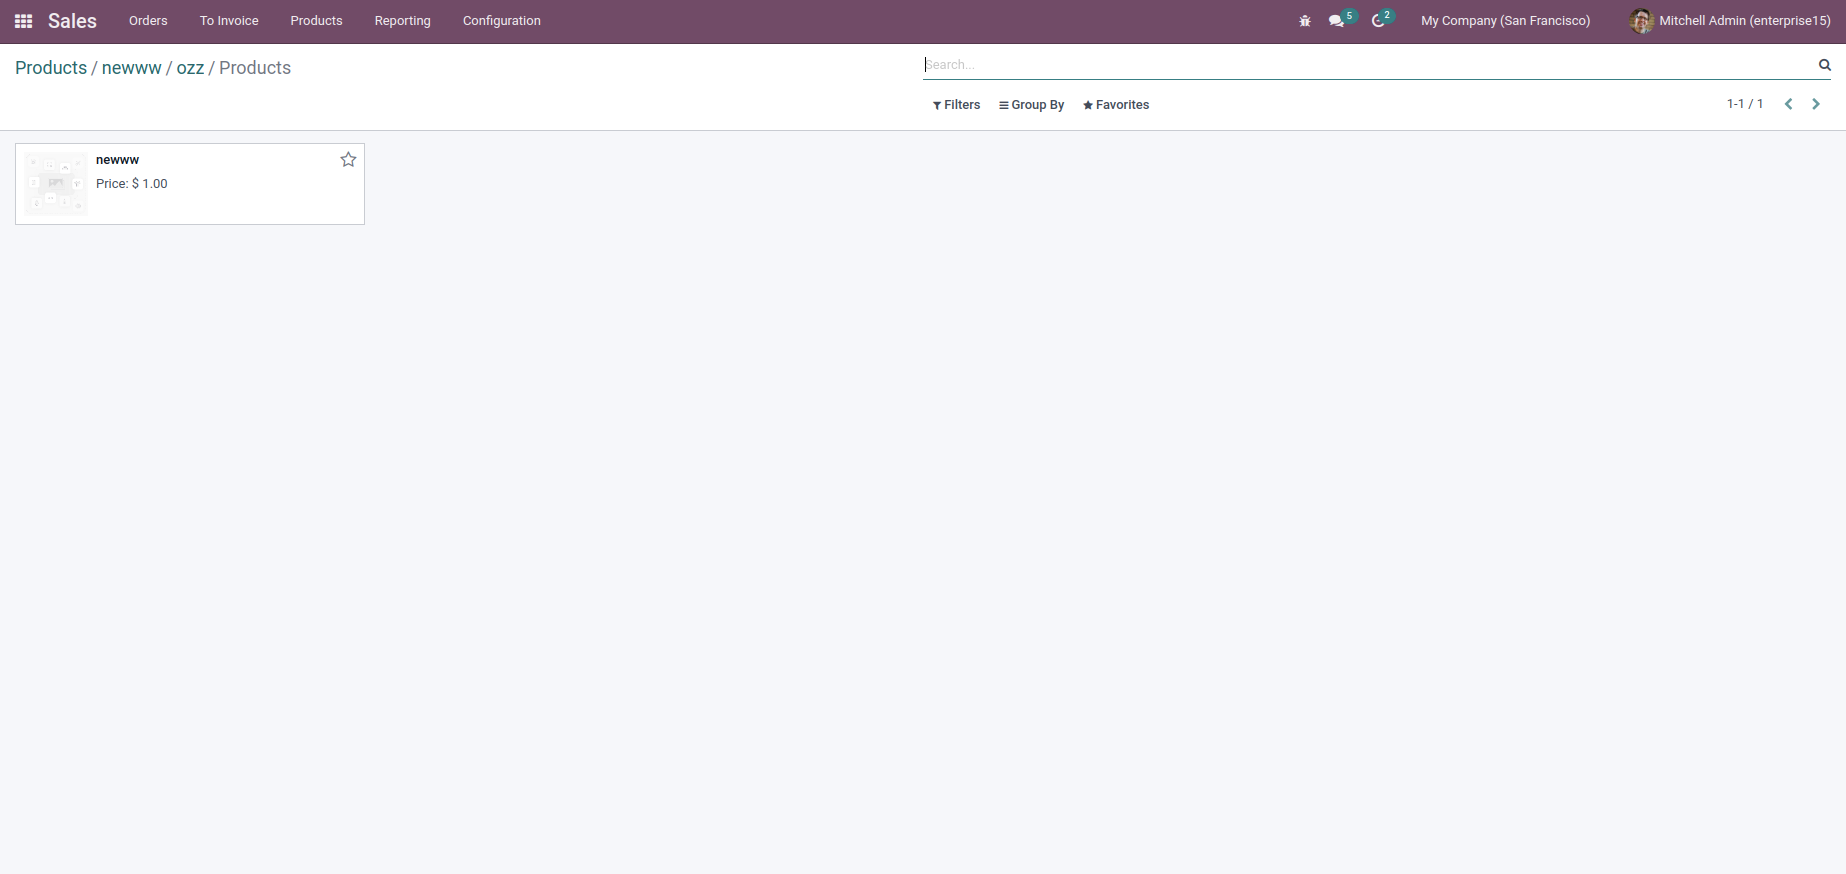 Sales Orders To Invoice Products Reporting Configuration 5 2 My Company (San Francisco) Mitchell Admin (enterprise15)
Products / newww / ozz / Products
Search...
Filters Group By Favorites 1-1 / 1
newww
Price: $ 1.00